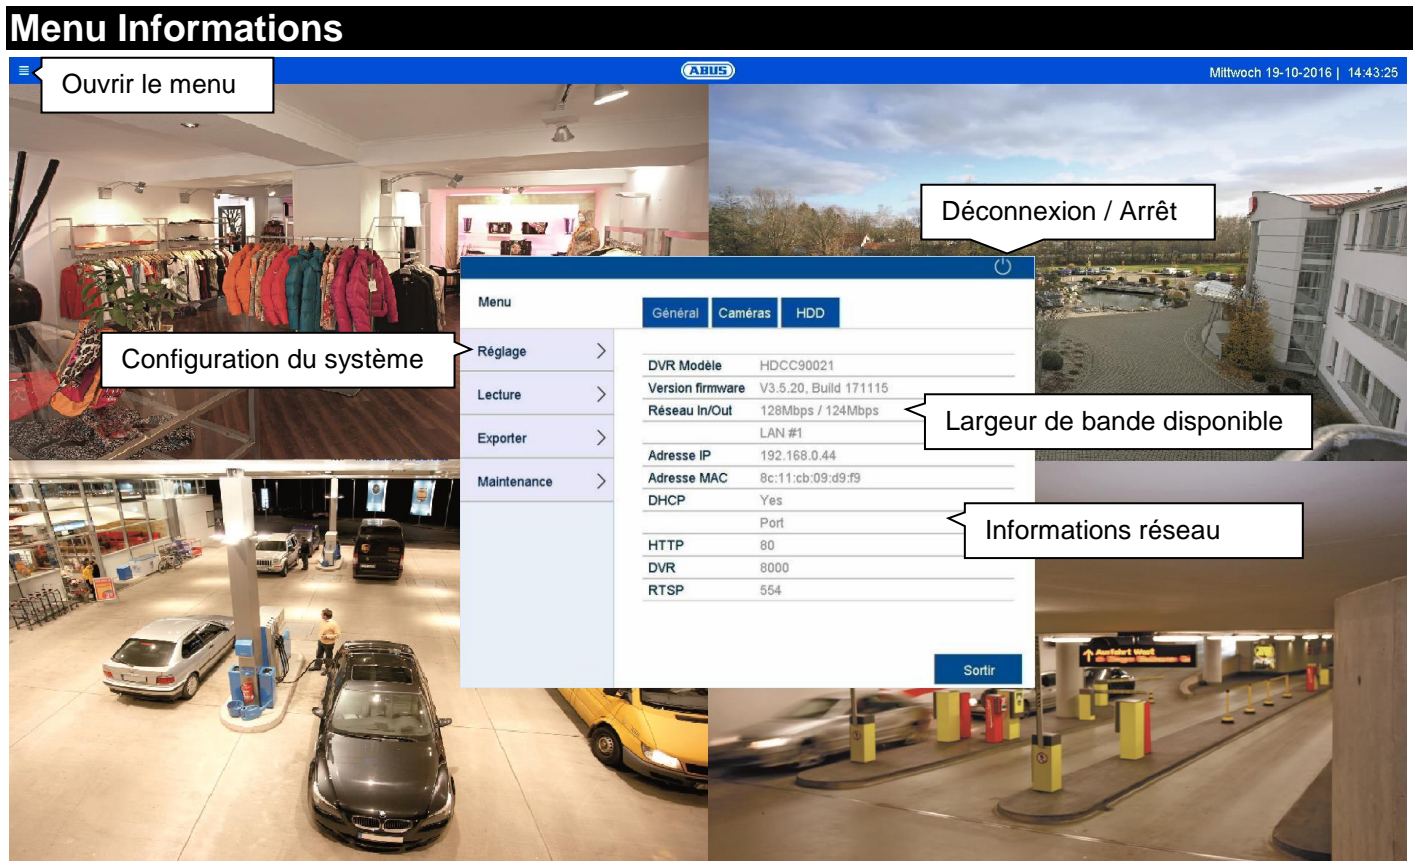 Menu Informations
Ouvrir le menu
ABUS
Mittwoch 19-10-2016 | 14:43:25
Déconnexion / Arrêt
Menu
Général Caméras HDD
Configuration du système
Réglage
Lecture
Exporter
Maintenance
DVR Modèle HDCC90021
Version firmware V3.5.20, Build 171115
Réseau In/Out 128Mbps / 124Mbps
Largeur de bande disponible
LAN #1
Adresse IP 192.168.0.44
Adresse MAC 8c:11:cb:09:d9:f9
DHCP Yes
Port
Informations réseau
HTTP 80
DVR 8000
RTSP 554
Sortir
Ausfahrt West